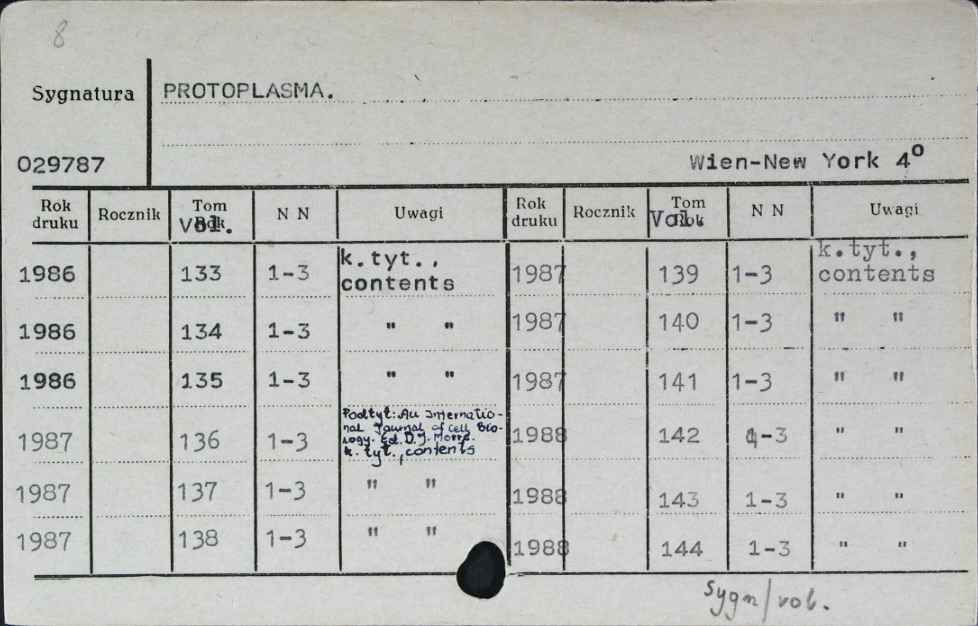 8
Sygnatura PROTOPLASMA.
029787 Wien-New York 4º
Rok druku Rocznik Tom Vol. N N Uwagi Rok druku Rocznik Tom Vol. N N Uwagi
1986 133 1-3 k.tyt., contents 1987 139 1-3 k.tyt., contents
1986 134 1-3 " " 1987 140 1-3 " "
1986 135 1-3 " " 1987 141 1-3 " "
1987 136 1-3 Podtyt.: An Internatio-
nal Journal of Cell Bio-
logy. Ed. D.J. Morré.
k. tyt., contents 1988 142 1-3 " "
1987 137 1-3 " " 1988 143 1-3 " "
1987 138 1-3 " " 1988 144 1-3 " "
sygn/vol.